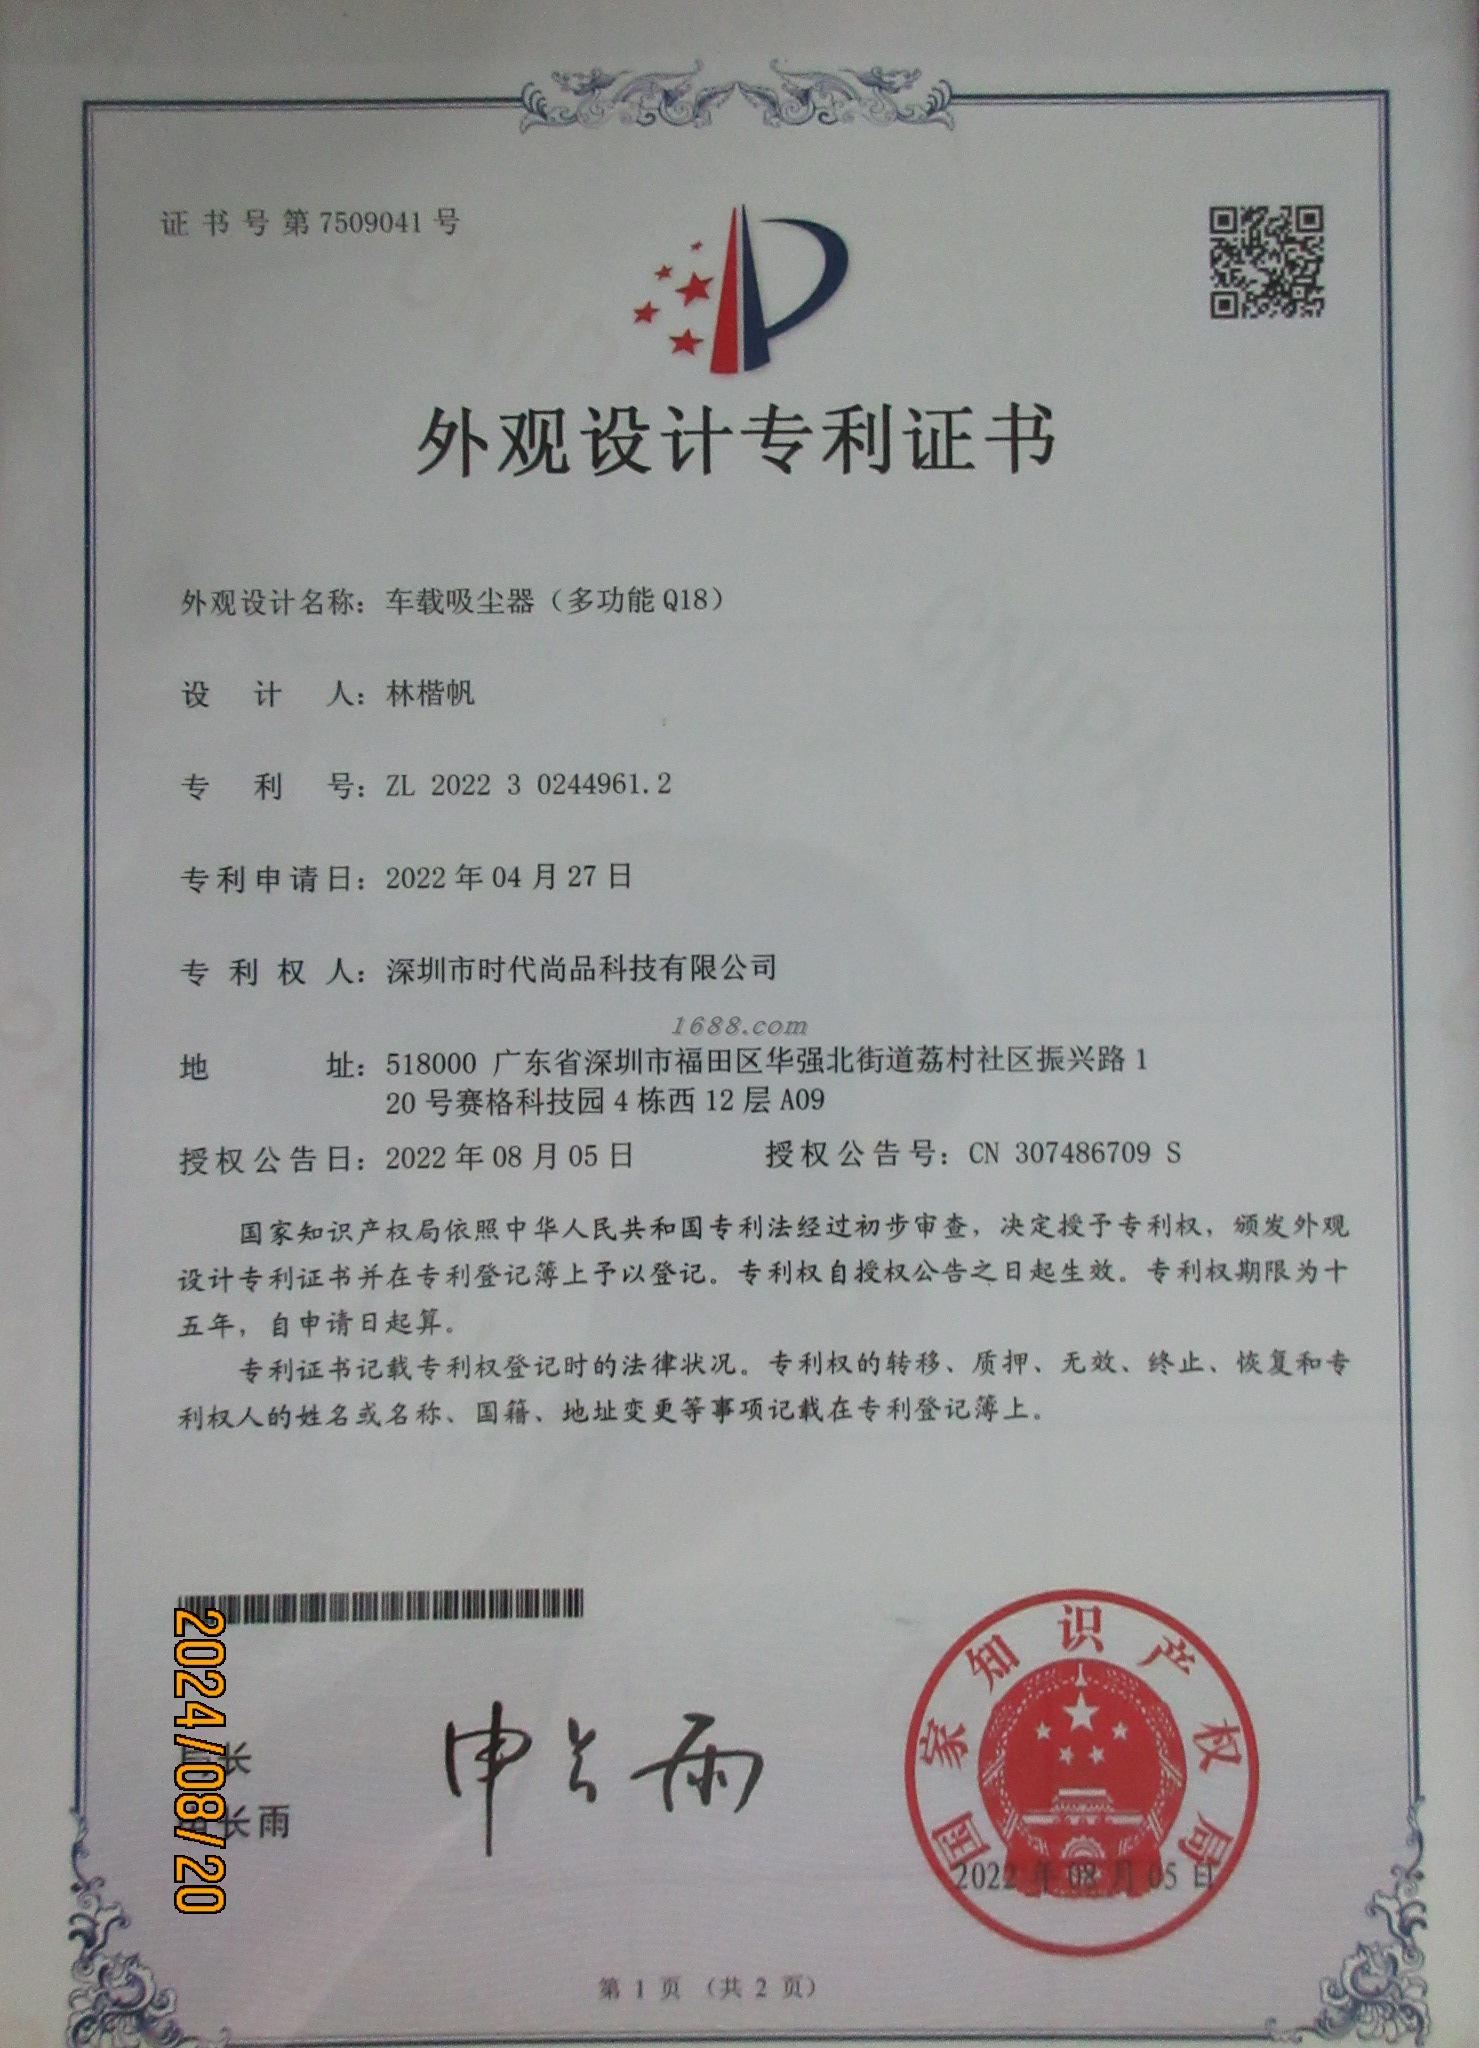 证书号第7509041号
外观设计专利证书
外观设计名称：车载吸尘器（多功能Q18）
设计人：林楷帆
专利号：ZL 2022 3 0244961.2
专利申请日：2022年04月27日
专利权人：深圳市时代尚品科技有限公司
1688.com
地址：518000 广东省深圳市福田区华强北街道荔村社区振兴路1
20号赛格科技园4栋西12层A09
授权公告日：2022年08月05日 授权公告号：CN 307486709 S
国家知识产权局依照中华人民共和国专利法经过初步审查，决定授予专利权，颁发外观
设计专利证书并在专利登记簿上予以登记。专利权自授权公告之日起生效。专利权期限为十
五年，自申请日起算。
专利证书记载专利权登记时的法律状况。专利权的转移、质押、无效、终止、恢复和专
利权人的姓名或名称、国籍、地址变更等事项记载在专利登记簿上。
2024/08/20
局长
申长雨
申长雨
国家知识产权局
2022年08月05日
第1页（共2页）